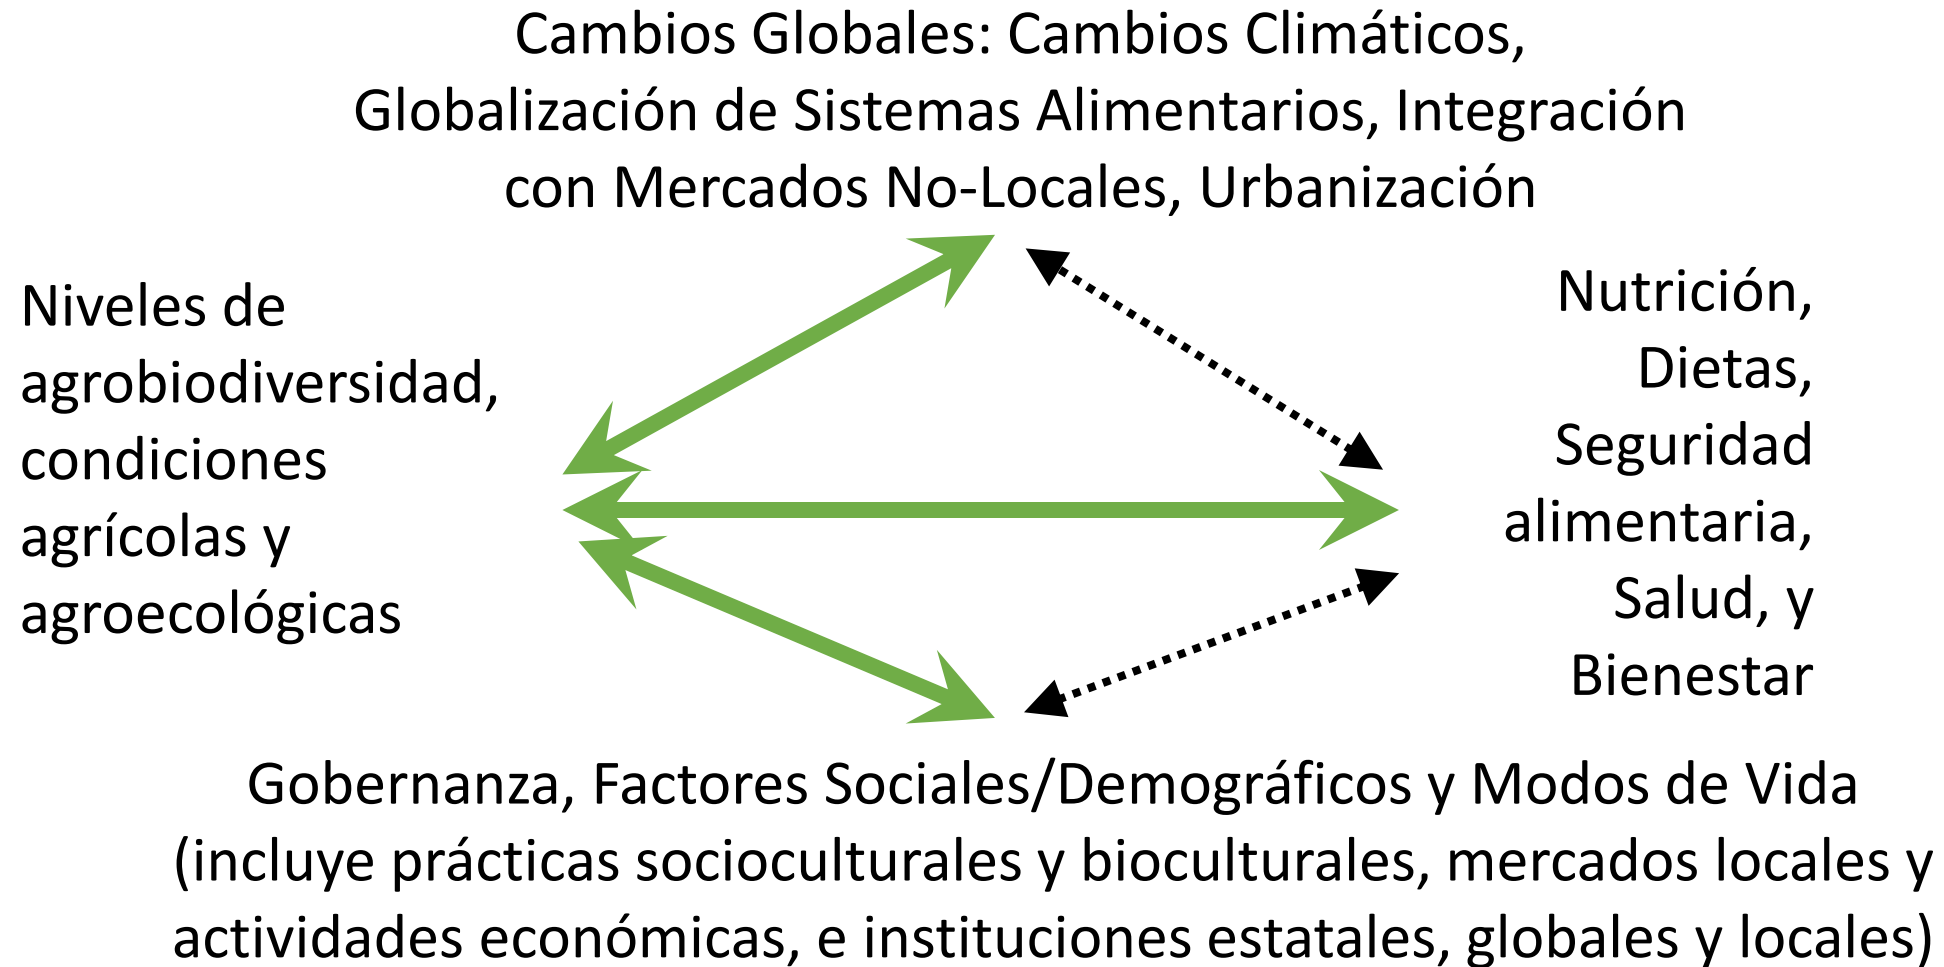 Cambios Globales: Cambios Climáticos,
Globalización de Sistemas Alimentarios, Integración
con Mercados No-Locales, Urbanización
Niveles de
agrobiodiversidad,
condiciones
agrícolas y
agroecológicas
Nutrición,
Dietas,
Seguridad
alimentaria,
Salud, y
Bienestar
Gobernanza, Factores Sociales/Demográficos y Modos de Vida
(incluye prácticas socioculturales y bioculturales, mercados locales y
actividades económicas, e instituciones estatales, globales y locales)